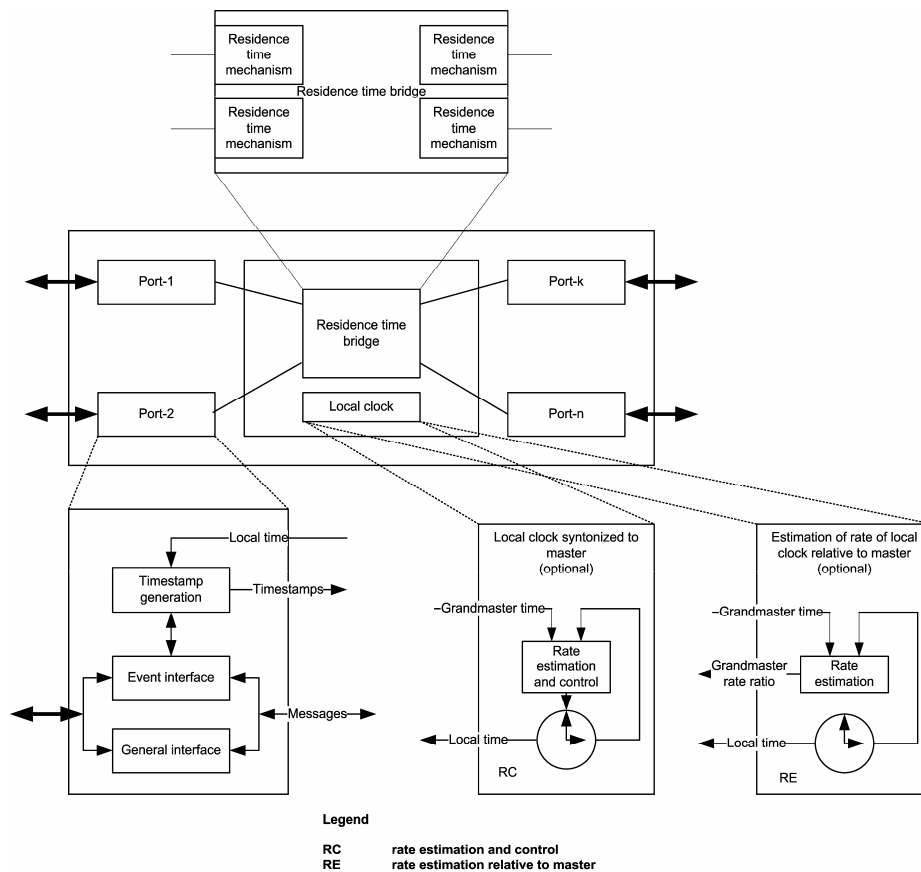 Residence
time
mechanism
Residence
time
mechanism
Residence time bridge
Residence
time
mechanism
Residence
time
mechanism
Port-1
Port-k
Residence time
bridge
Local clock
Port-2
Port-n
Local time
Timestamp
generation
Timestamps
Event interface
Messages
General interface
Local clock syntonized to
master
(optional)
Grandmaster time
Rate
estimation
and control
Local time
RC
Estimation of rate of local
clock relative to master
(optional)
Grandmaster time
Grandmaster
rate ratio
Rate
estimation
Local time
RE
Legend
RC rate estimation and control
RE rate estimation relative to master